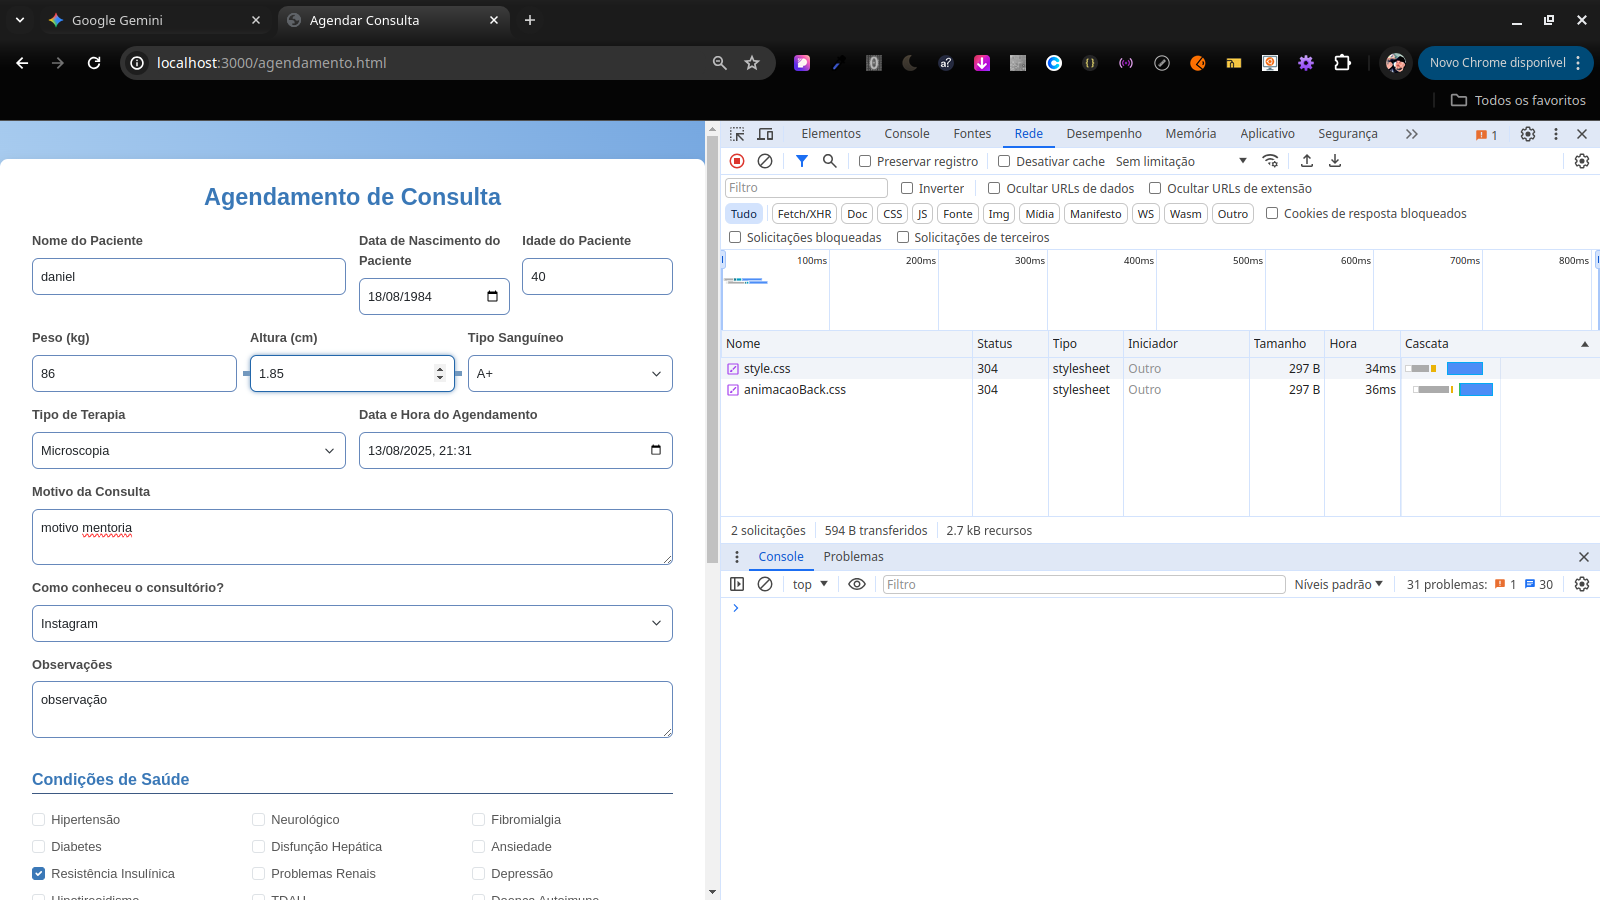 Google Gemini
Agendar Consulta
localhost:3000/agendamento.html
Novo Chrome disponível
Todos os favoritos
Agendamento de Consulta
Nome do Paciente
daniel
Data de Nascimento do Paciente
18/08/1984
Idade do Paciente
40
Peso (kg)
86
Altura (cm)
1.85
Tipo Sanguíneo
A+
Tipo de Terapia
Microscopia
Data e Hora do Agendamento
13/08/2025, 21:31
Motivo da Consulta
motivo mentoria
Como conheceu o consultório?
Instagram
Observações
observação
Condições de Saúde
Hipertensão Neurológico Fibromialgia
Diabetes Disfunção Hepática Ansiedade
Resistência Insulínica Problemas Renais Depressão
Hipotireoidismo TDAH Doença Autoimune
Elementos Console Fontes Rede Desempenho Memória Aplicativo Segurança 1
Preservar registro Desativar cache Sem limitação
Filtro Inverter Ocultar URLs de dados Ocultar URLs de extensão
Tudo Fetch/XHR Doc CSS JS Fonte Img Mídia Manifesto WS Wasm Outro Cookies de resposta bloqueados
Solicitações bloqueadas Solicitações de terceiros
100ms 200ms 300ms 400ms 500ms 600ms 700ms 800ms
Nome Status Tipo Iniciador Tamanho Hora Cascata
style.css 304 stylesheet Outro 297 B 34ms
animacaoBack.css 304 stylesheet Outro 297 B 36ms
2 solicitações 594 B transferidos 2.7 kB recursos
Console Problemas
top Filtro Níveis padrão 31 problemas: 1 30